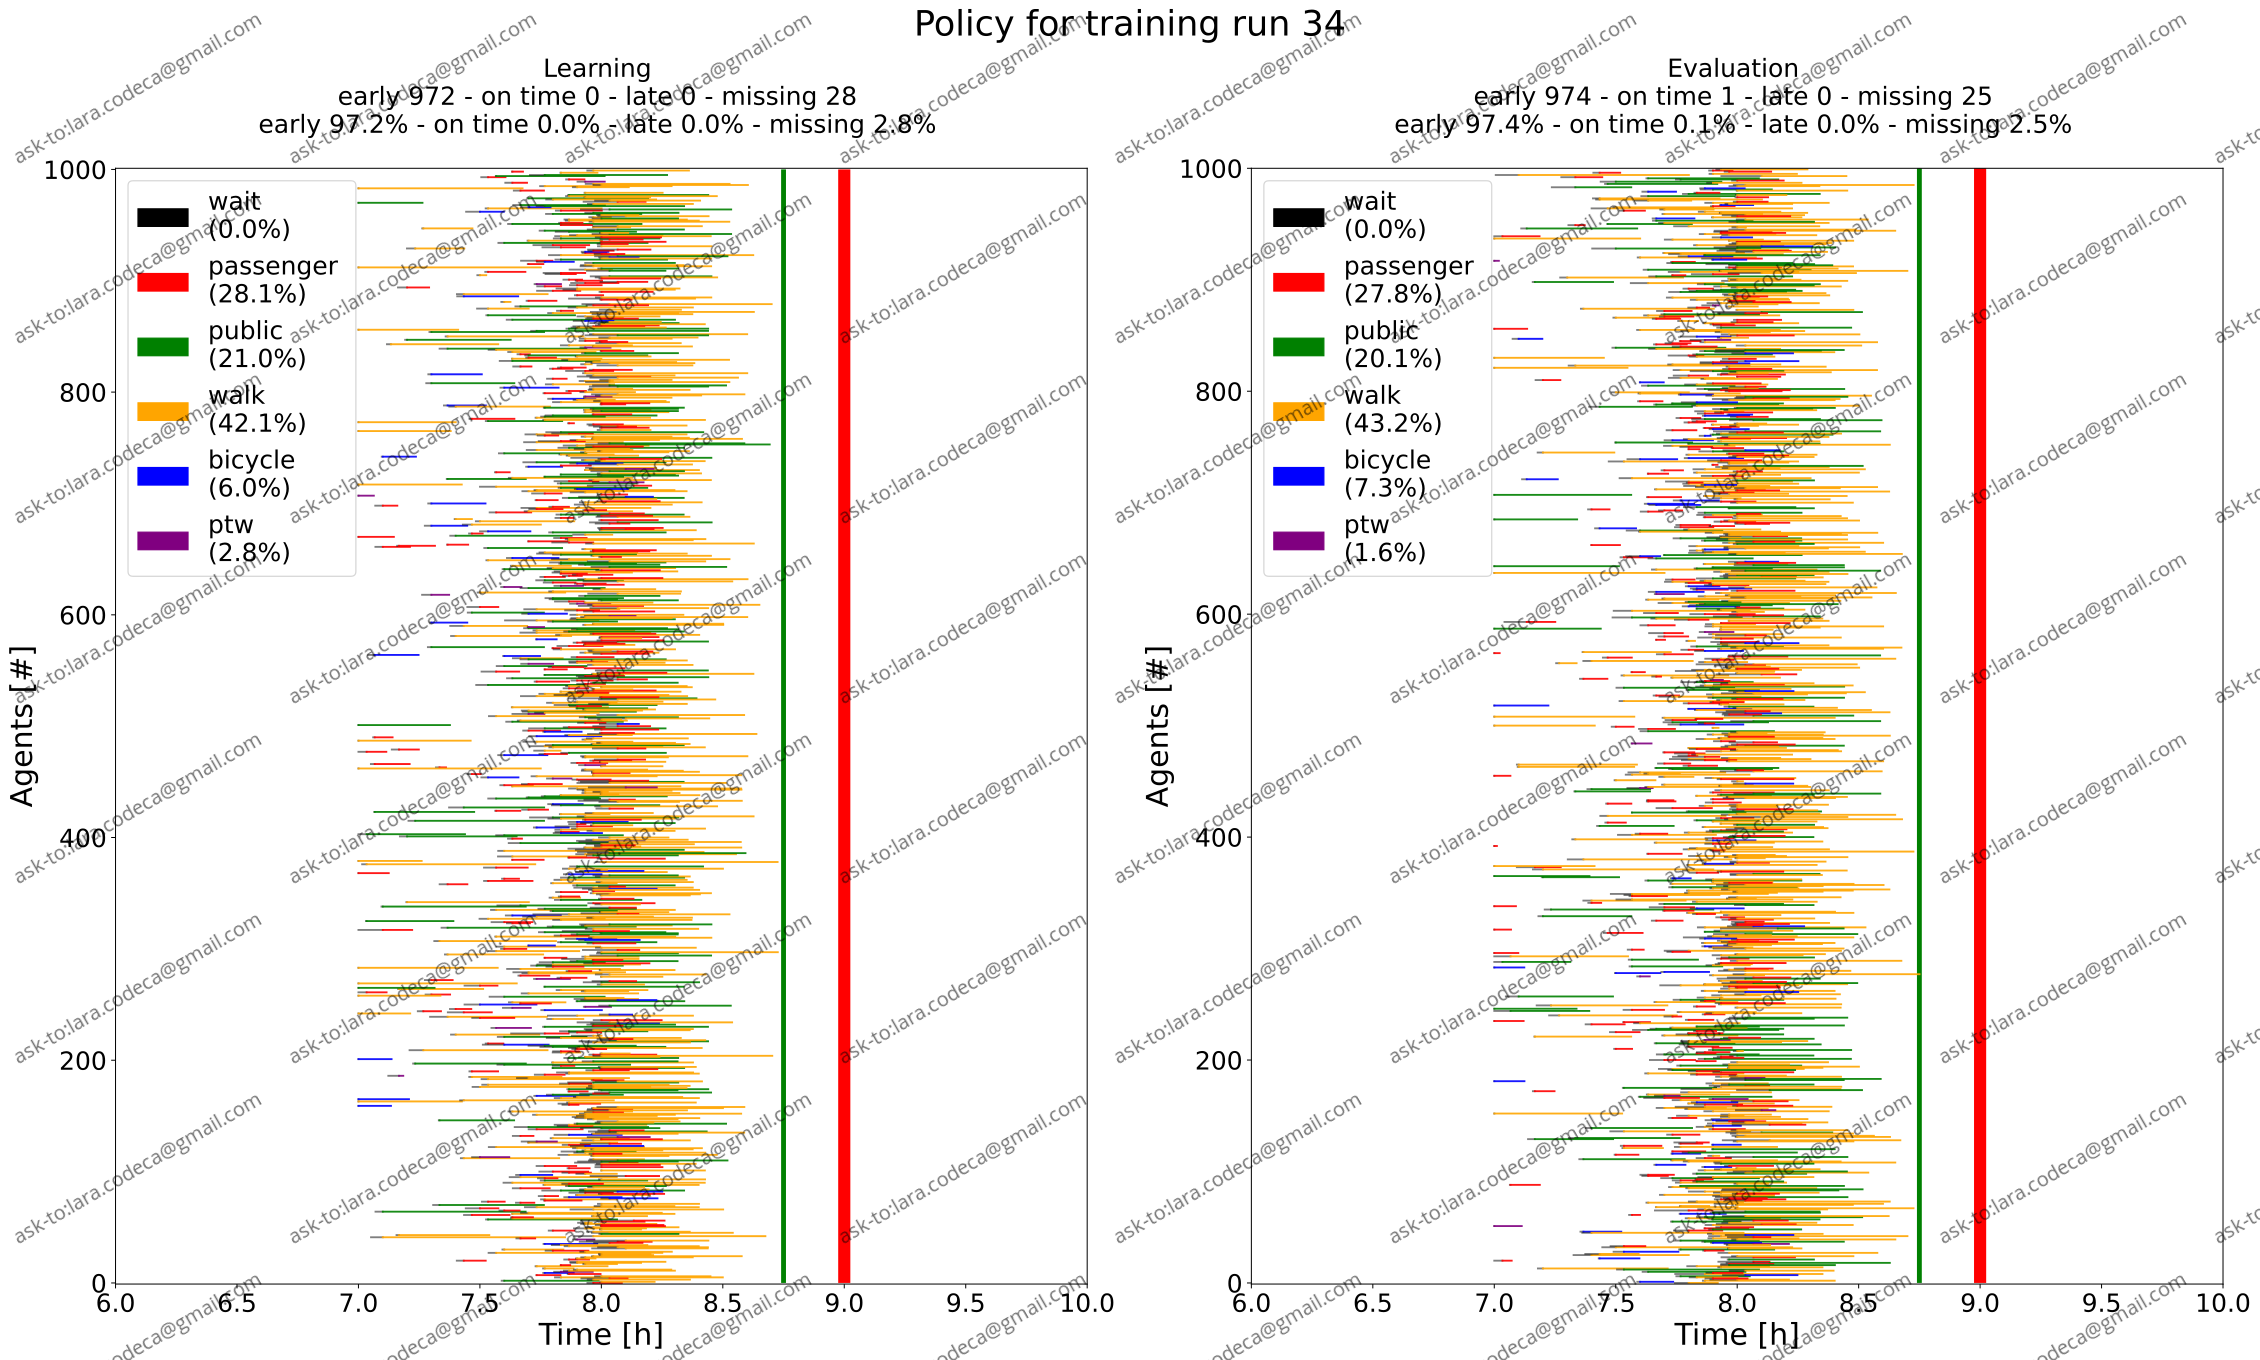 Policy for training run 34
Learning
early 972 - on time 0 - late 0 - missing 28
early 97.2% - on time 0.0% - late 0.0% - missing 2.8%
1000
800
600
400
200
0
Agents [#]
wait
(0.0%)
passenger
(28.1%)
public
(21.0%)
walk
(42.1%)
bicycle
(6.0%)
ptw
(2.8%)
6.0 6.5 7.0 7.5 8.0 8.5 9.0 9.5 10.0
Time [h]
Evaluation
early 974 - on time 1 - late 0 - missing 25
early 97.4% - on time 0.1% - late 0.0% - missing 2.5%
1000
800
600
400
200
0
Agents [#]
wait
(0.0%)
passenger
(27.8%)
public
(20.1%)
walk
(43.2%)
bicycle
(7.3%)
ptw
(1.6%)
6.0 6.5 7.0 7.5 8.0 8.5 9.0 9.5 10.0
Time [h]
ask-to:lara.codeca@gmail.com